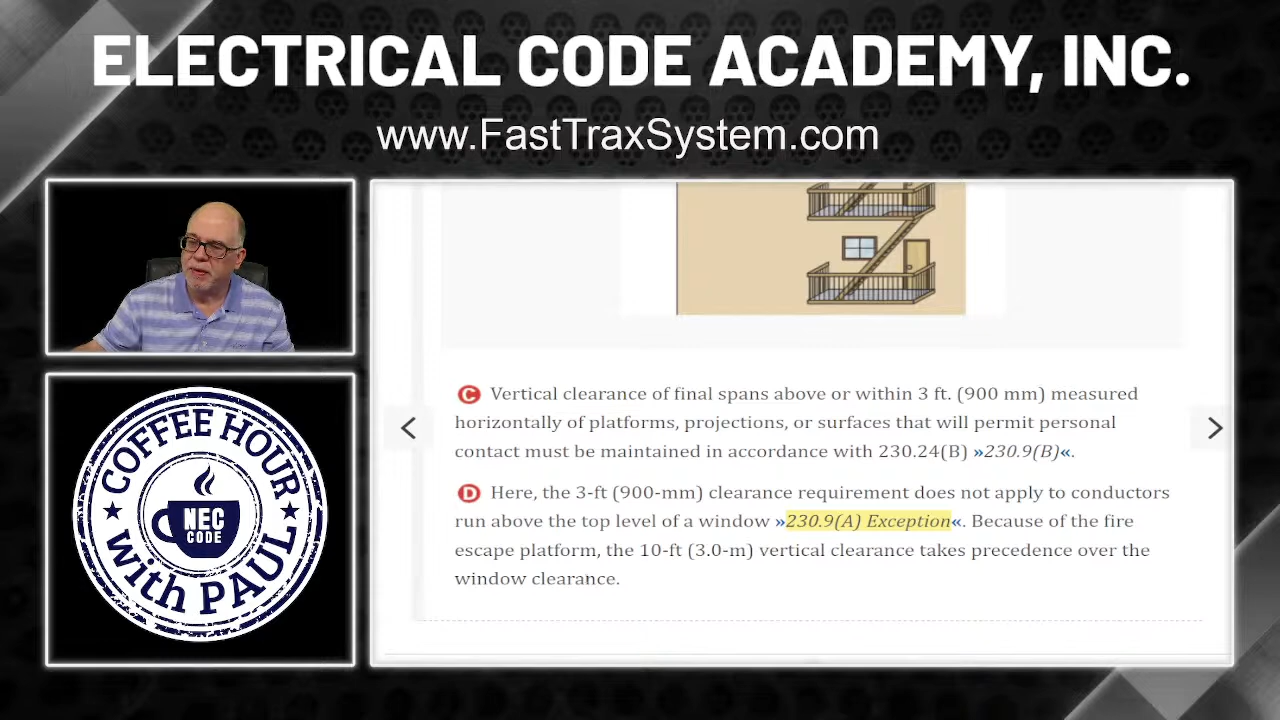 ELECTRICAL CODE ACADEMY, INC.
www.FastTraxSystem.com
C Vertical clearance of final spans above or within 3 ft. (900 mm) measured
horizontally of platforms, projections, or surfaces that will permit personal
contact must be maintained in accordance with 230.24(B) »230.9(B)«.
D Here, the 3-ft (900-mm) clearance requirement does not apply to conductors
run above the top level of a window »230.9(A) Exception«. Because of the fire
escape platform, the 10-ft (3.0-m) vertical clearance takes precedence over the
window clearance.
COFFEE HOUR
NEC
CODE
with PAUL